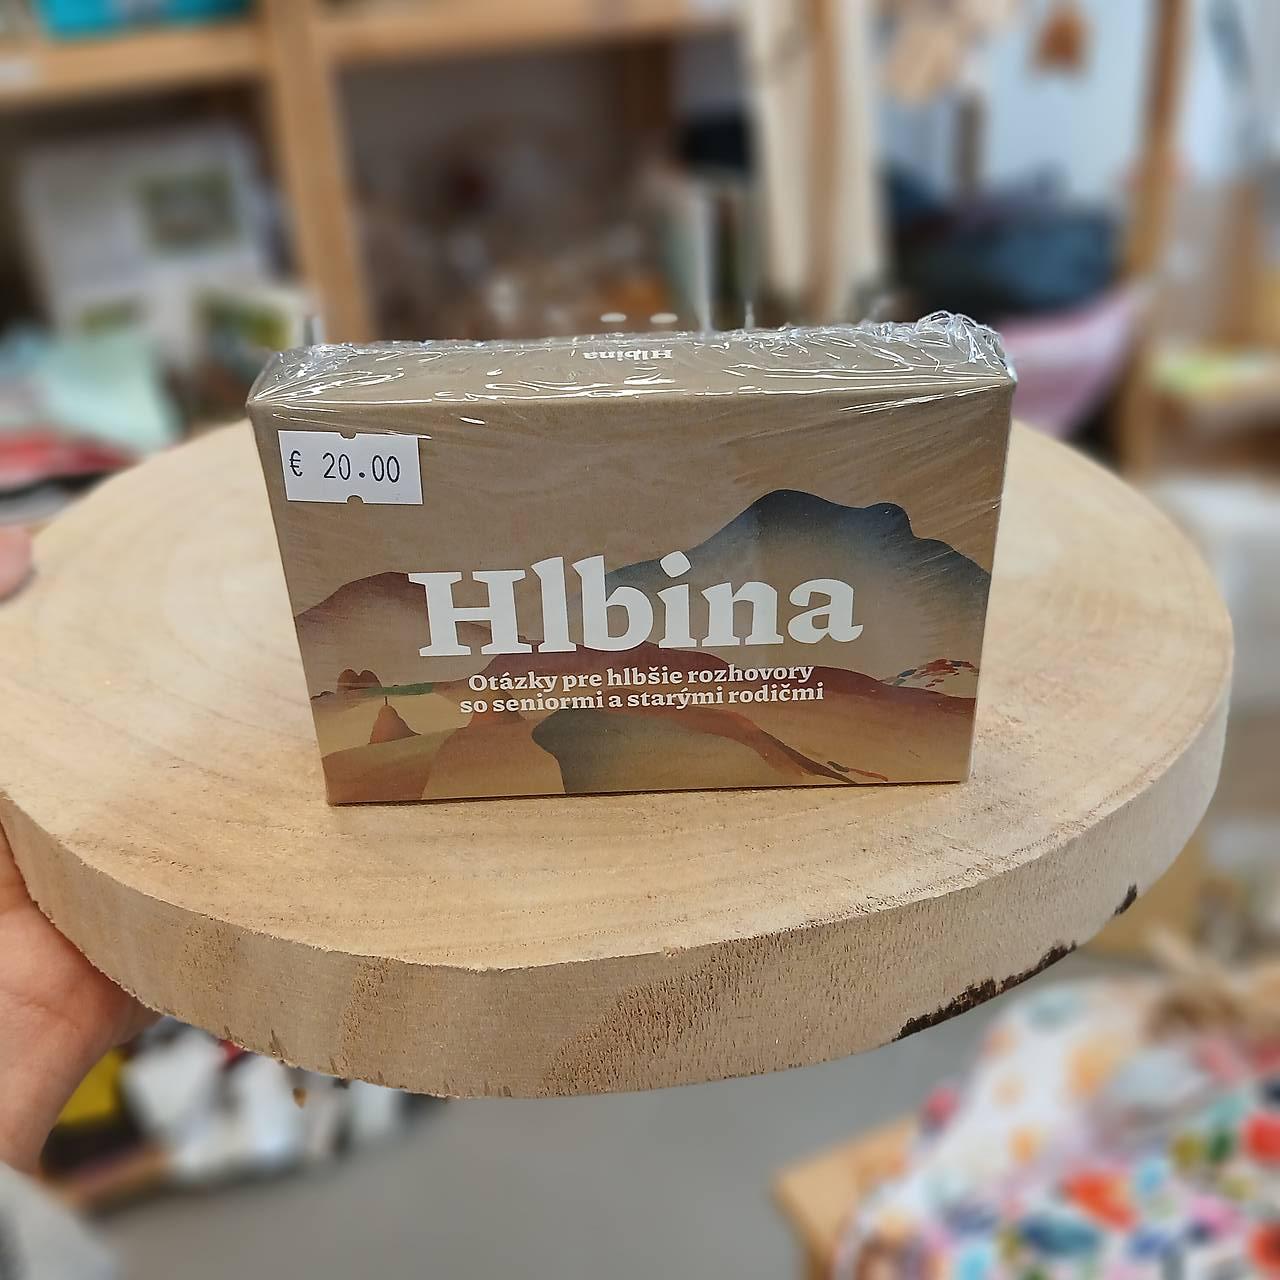 Hlbina
€ 20.00
Hlbina
Otázky pre hlbšie rozhovory
so seniormi a starými rodičmi